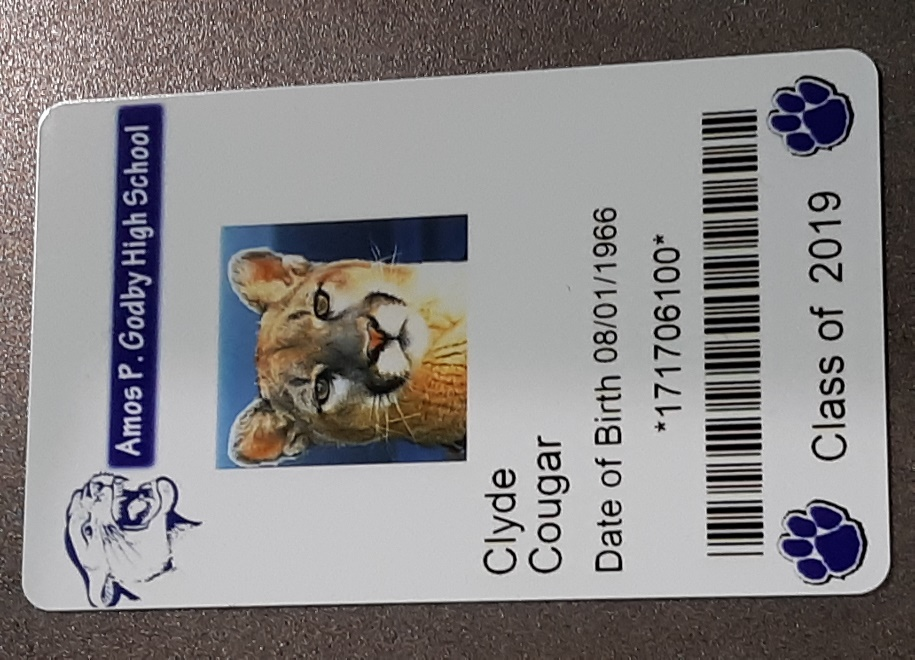 Amos P. Godby High School
Clyde
Cougar
Date of Birth 08/01/1966
*171706100*
Class of 2019